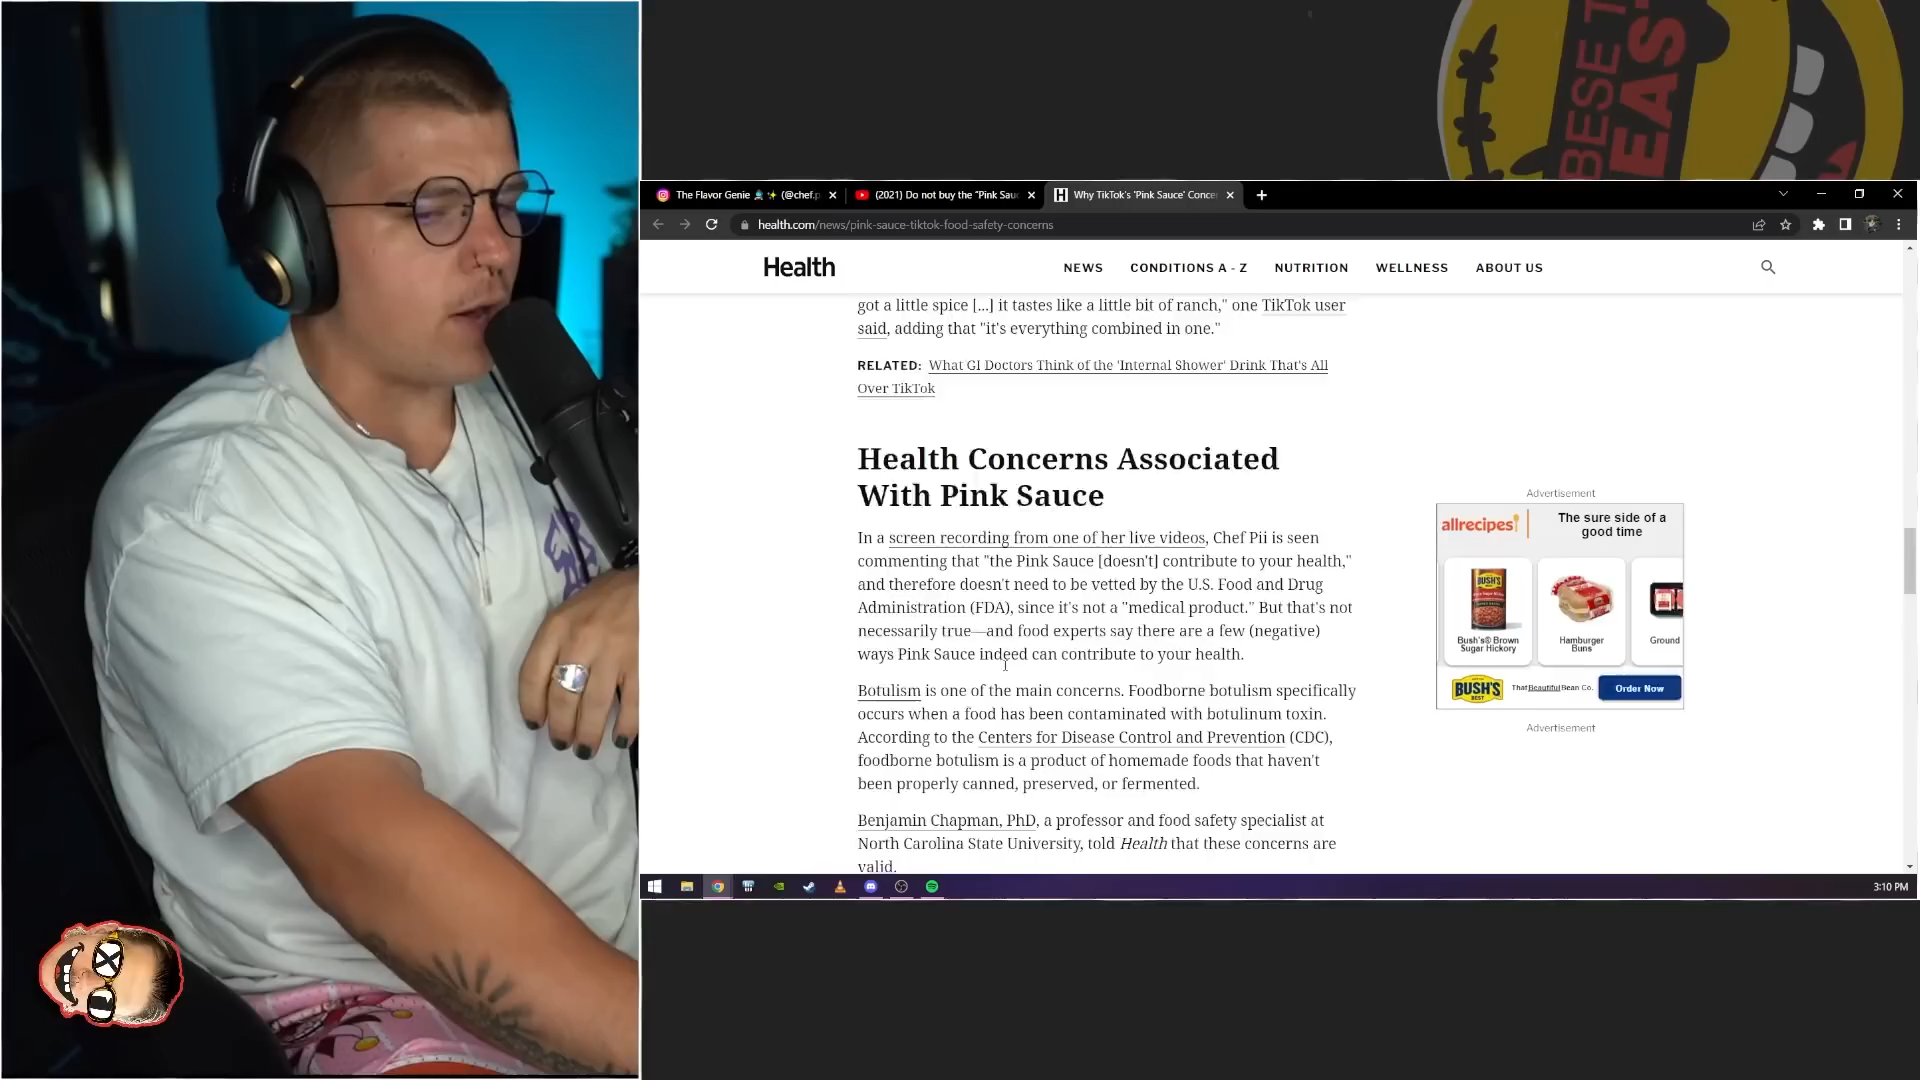 BESE T
EAS
The Flavor Genie
(@chef.p
(2021) Do not buy the "Pink Sau
Why TikTok's 'Pink Sauce' Conce
health.com/news/pink-sauce-tiktok-food-safety-concerns
Health
NEWS
CONDITIONS A - Z
NUTRITION
WELLNESS
ABOUT US
got a little spice [...] it tastes like a little bit of ranch," one TikTok user
said, adding that "it's everything combined in one."
RELATED: What GI Doctors Think of the 'Internal Shower' Drink That's All
Over TikTok
Health Concerns Associated
With Pink Sauce
In a screen recording from one of her live videos, Chef Pii is seen
commenting that "the Pink Sauce [doesn't] contribute to your health,"
and therefore doesn't need to be vetted by the U.S. Food and Drug
Administration (FDA), since it's not a "medical product." But that's not
necessarily true—and food experts say there are a few (negative)
ways Pink Sauce indeed can contribute to your health.
Botulism is one of the main concerns. Foodborne botulism specifically
occurs when a food has been contaminated with botulinum toxin.
According to the Centers for Disease Control and Prevention (CDC),
foodborne botulism is a product of homemade foods that haven't
been properly canned, preserved, or fermented.
Benjamin Chapman, PhD, a professor and food safety specialist at
North Carolina State University, told Health that these concerns are
valid.
Advertisement
allrecipes
The sure side of a
good time
BUSH'S
Bush's® Brown
Sugar Hickory
Hamburger
Buns
Ground
BUSH'S
BEST
That Beautiful Bean Co.
Order Now
Advertisement
3:10 PM